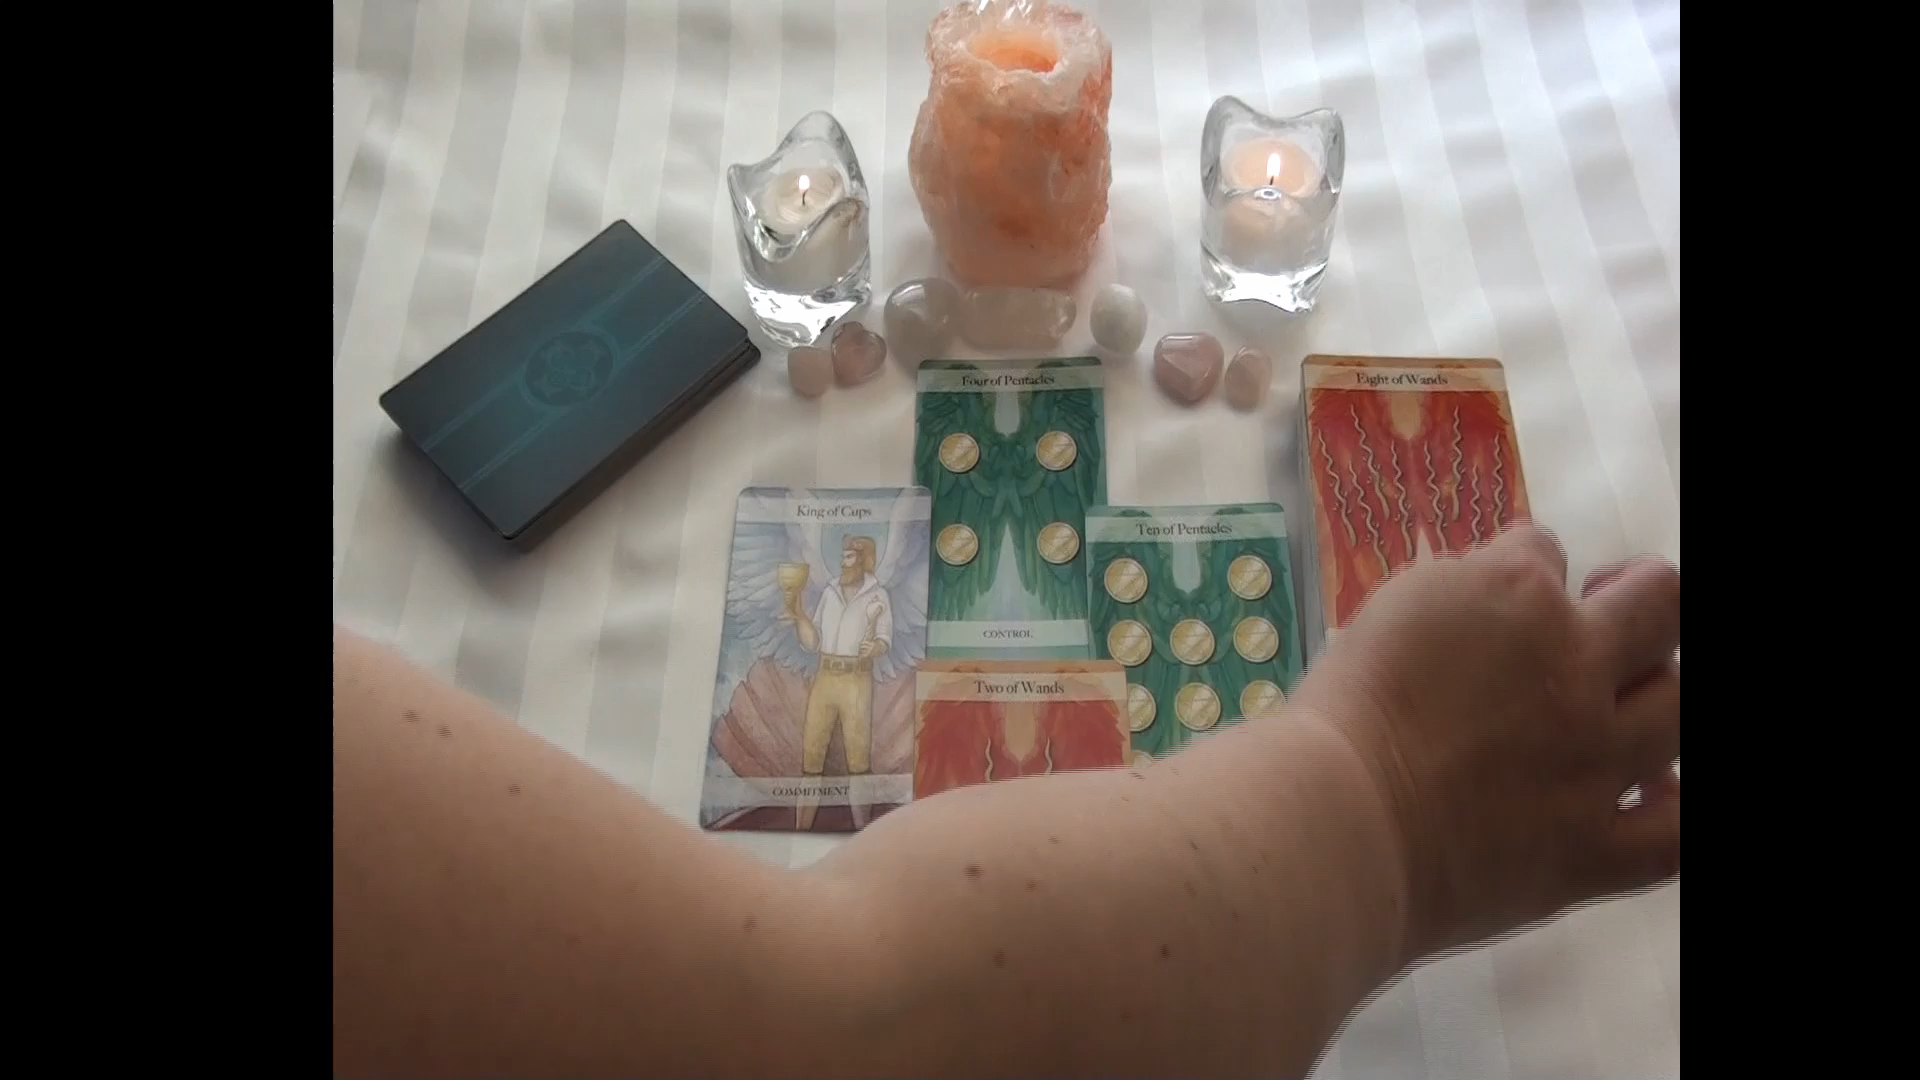 Four of Pentacles
Eight of Wands
King of Cups
Ten of Pentacles
CONTROL
Two of Wands
COMMITMENT